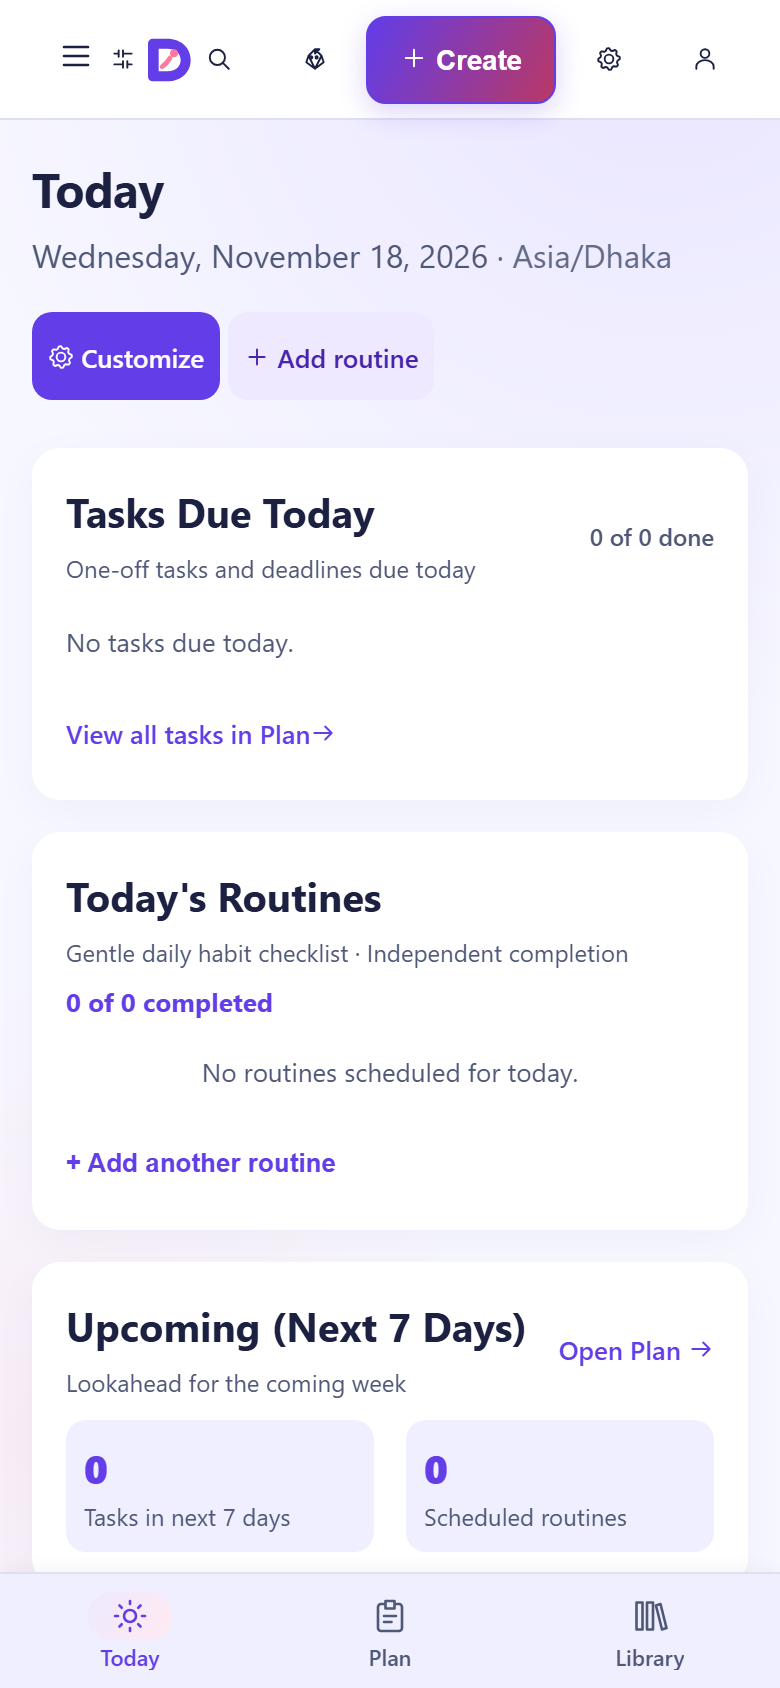 Create
Today
Wednesday, November 18, 2026 · Asia/Dhaka
Customize
+ Add routine
Tasks Due Today
0 of 0 done
One-off tasks and deadlines due today
No tasks due today.
View all tasks in Plan→
Today's Routines
Gentle daily habit checklist · Independent completion
0 of 0 completed
No routines scheduled for today.
+ Add another routine
Upcoming (Next 7 Days)
Open Plan →
Lookahead for the coming week
0
Tasks in next 7 days
0
Scheduled routines
Today
Plan
Library